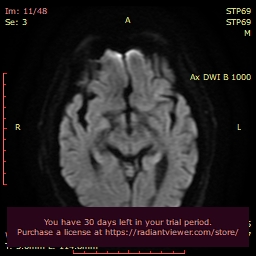 Im: 11/48
Se: 3
A
STP69
STP69
M
Ax DWI B 1000
R
L
You have 30 days left in your trial period.
Purchase a license at https://radiantviewer.com/store/